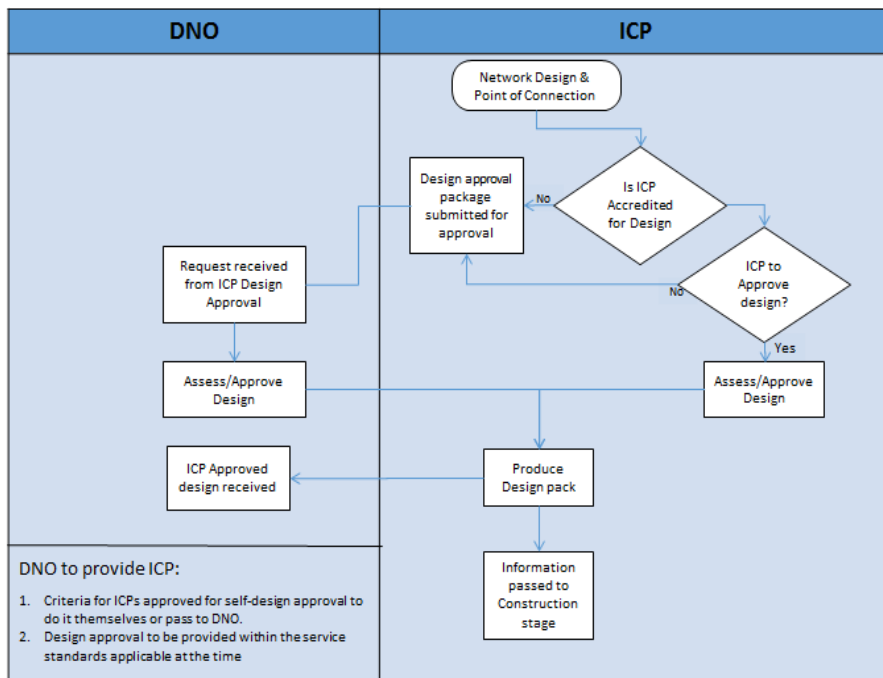 DNO
ICP
Network Design &
Point of Connection
Is ICP
Accredited
for Design
No
Design approval
package
submitted for
approval
ICP to
Approve
design?
No
Yes
Request received
from ICP Design
Approval
Assess/Approve
Design
Assess/Approve
Design
ICP Approved
design received
Produce
Design pack
Information
passed to
Construction
stage
DNO to provide ICP:
1. Criteria for ICPs approved for self-design approval to
do it themselves or pass to DNO.
2. Design approval to be provided within the service
standards applicable at the time